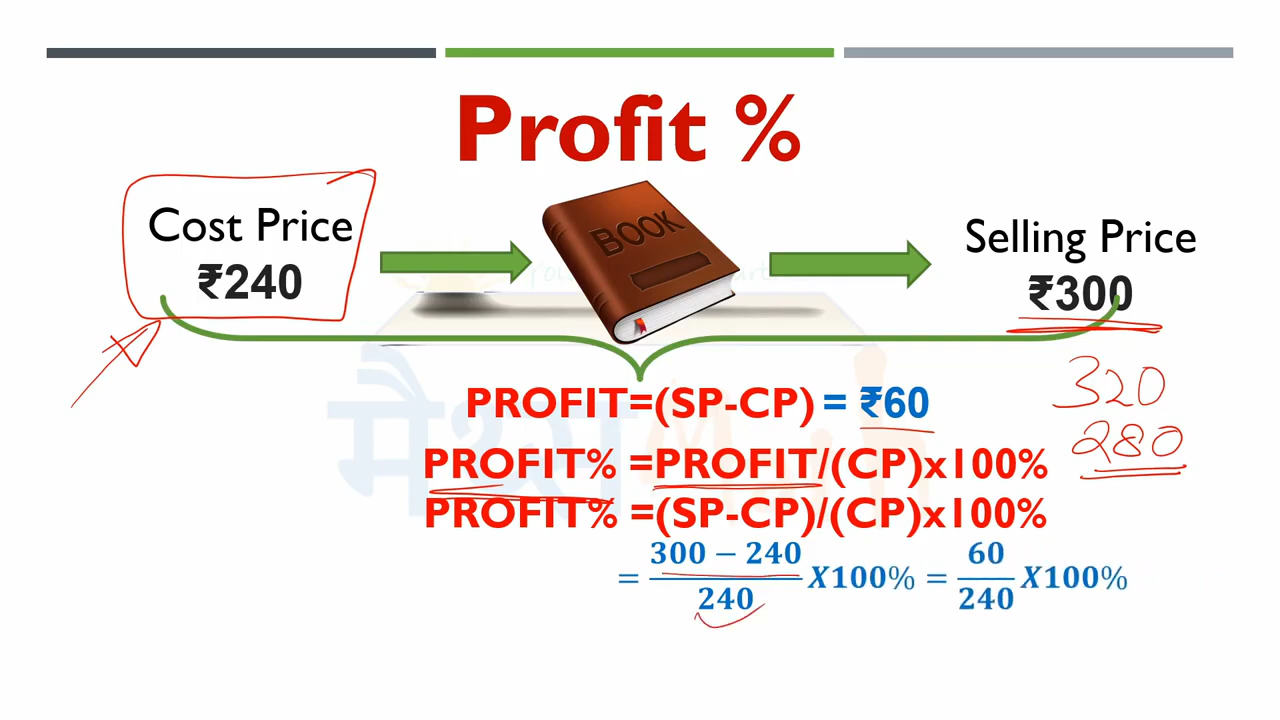 Profit %
Cost Price
₹240
BOOK
Selling Price
₹300
320
280
PROFIT=(SP-CP) = ₹60
PROFIT% =PROFIT/(CP)x100%
PROFIT% =(SP-CP)/(CP)x100%
= 300 − 240 / 240 X100% = 60 / 240 X100%